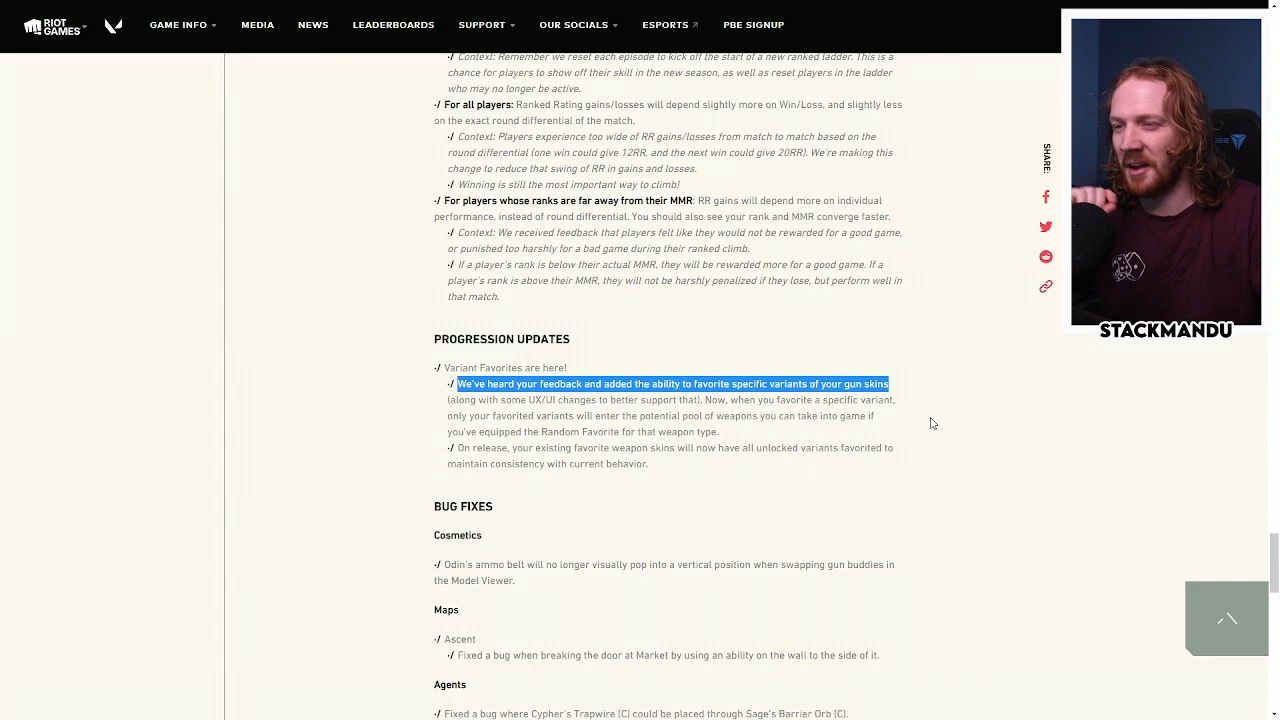 RIOT
GAMES
GAME INFO
MEDIA
NEWS
LEADERBOARDS
SUPPORT
OUR SOCIALS
ESPORTS
PBE SIGNUP
·/ Context: Remember we reset each episode to kick off the start of a new ranked ladder. This is a
chance for players to show off their skill in the new season, as well as reset players in the ladder
who may no longer be active.
·/ For all players: Ranked Rating gains/losses will depend slightly more on Win/Loss, and slightly less
on the exact round differential of the match.
·/ Context: Players experience too wide of RR gains/losses from match to match based on the
round differential (one win could give 12RR, and the next win could give 20RR). We're making this
change to reduce that swing of RR in gains and losses.
·/ Winning is still the most important way to climb!
·/ For players whose ranks are far away from their MMR: RR gains will depend more on individual
performance, instead of round differential. You should also see your rank and MMR converge faster.
·/ Context: We received feedback that players felt like they would not be rewarded for a good game,
or punished too harshly for a bad game during their ranked climb.
·/ If a player's rank is below their actual MMR, they will be rewarded more for a good game. If a
player's rank is above their MMR, they will not be harshly penalized if they lose, but perform well in
that match.
PROGRESSION UPDATES
·/ Variant Favorites are here!
·/ We've heard your feedback and added the ability to favorite specific variants of your gun skins
(along with some UX/UI changes to better support that). Now, when you favorite a specific variant,
only your favorited variants will enter the potential pool of weapons you can take into game if
you've equipped the Random Favorite for that weapon type.
·/ On release, your existing favorite weapon skins will now have all unlocked variants favorited to
maintain consistency with current behavior.
BUG FIXES
Cosmetics
·/ Odin's ammo belt will no longer visually pop into a vertical position when swapping gun buddies in
the Model Viewer.
Maps
·/ Ascent
·/ Fixed a bug when breaking the door at Market by using an ability on the wall to the side of it.
Agents
·/ Fixed a bug where Cypher's Trapwire (C) could be placed through Sage's Barrier Orb (C).
SHARE:
STACKMANDU